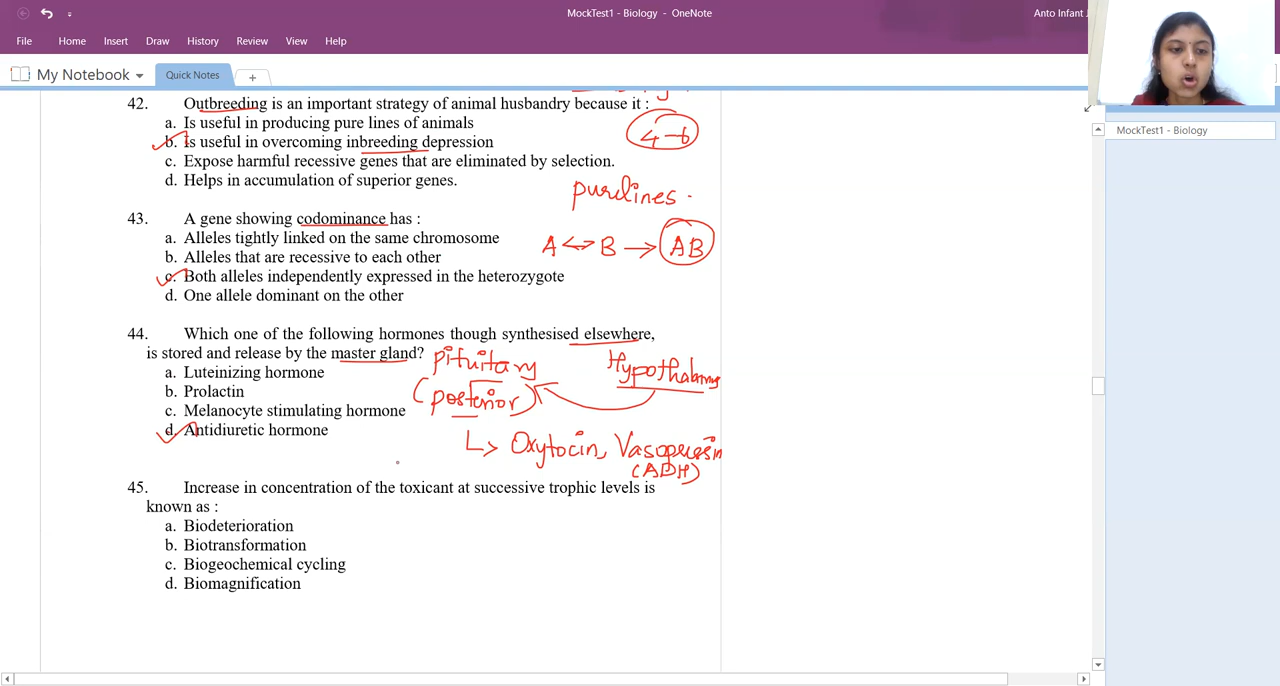 MockTest1 - Biology - OneNote
Anto Infant J
File Home Insert Draw History Review View Help
My Notebook Quick Notes +
MockTest1 - Biology
42. Outbreeding is an important strategy of animal husbandry because it :
a. Is useful in producing pure lines of animals
4-6
b. Is useful in overcoming inbreeding depression
c. Expose harmful recessive genes that are eliminated by selection.
d. Helps in accumulation of superior genes.
purelines.
43. A gene showing codominance has :
a. Alleles tightly linked on the same chromosome
A ↔ B → AB
b. Alleles that are recessive to each other
c. Both alleles independently expressed in the heterozygote
d. One allele dominant on the other
44. Which one of the following hormones though synthesised elsewhere,
is stored and release by the master gland?
pituitary Hypothalamus
a. Luteinizing hormone
b. Prolactin
(posterior)
c. Melanocyte stimulating hormone
d. Antidiuretic hormone
↳ Oxytocin, Vasopressin
(ADH)
45. Increase in concentration of the toxicant at successive trophic levels is
known as :
a. Biodeterioration
b. Biotransformation
c. Biogeochemical cycling
d. Biomagnification